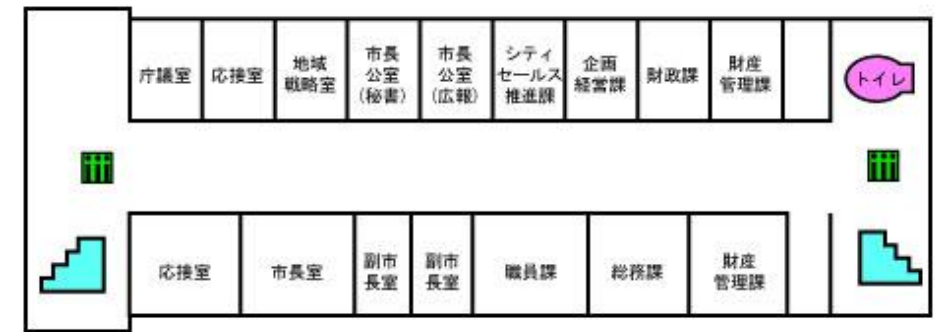 庁議室
応接室
地域
戦略室
市長
公室
(秘書)
市長
公室
(広報)
シティ
セールス
推進課
企画
経営課
財政課
財産
管理課
トイレ
応接室
市長室
副市
長室
副市
長室
職員課
総務課
財産
管理課